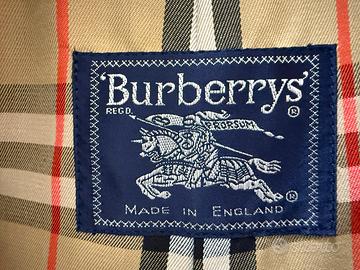 'Burberrys'
REGD. ®
PRORSUM
®
MADE IN ENGLAND